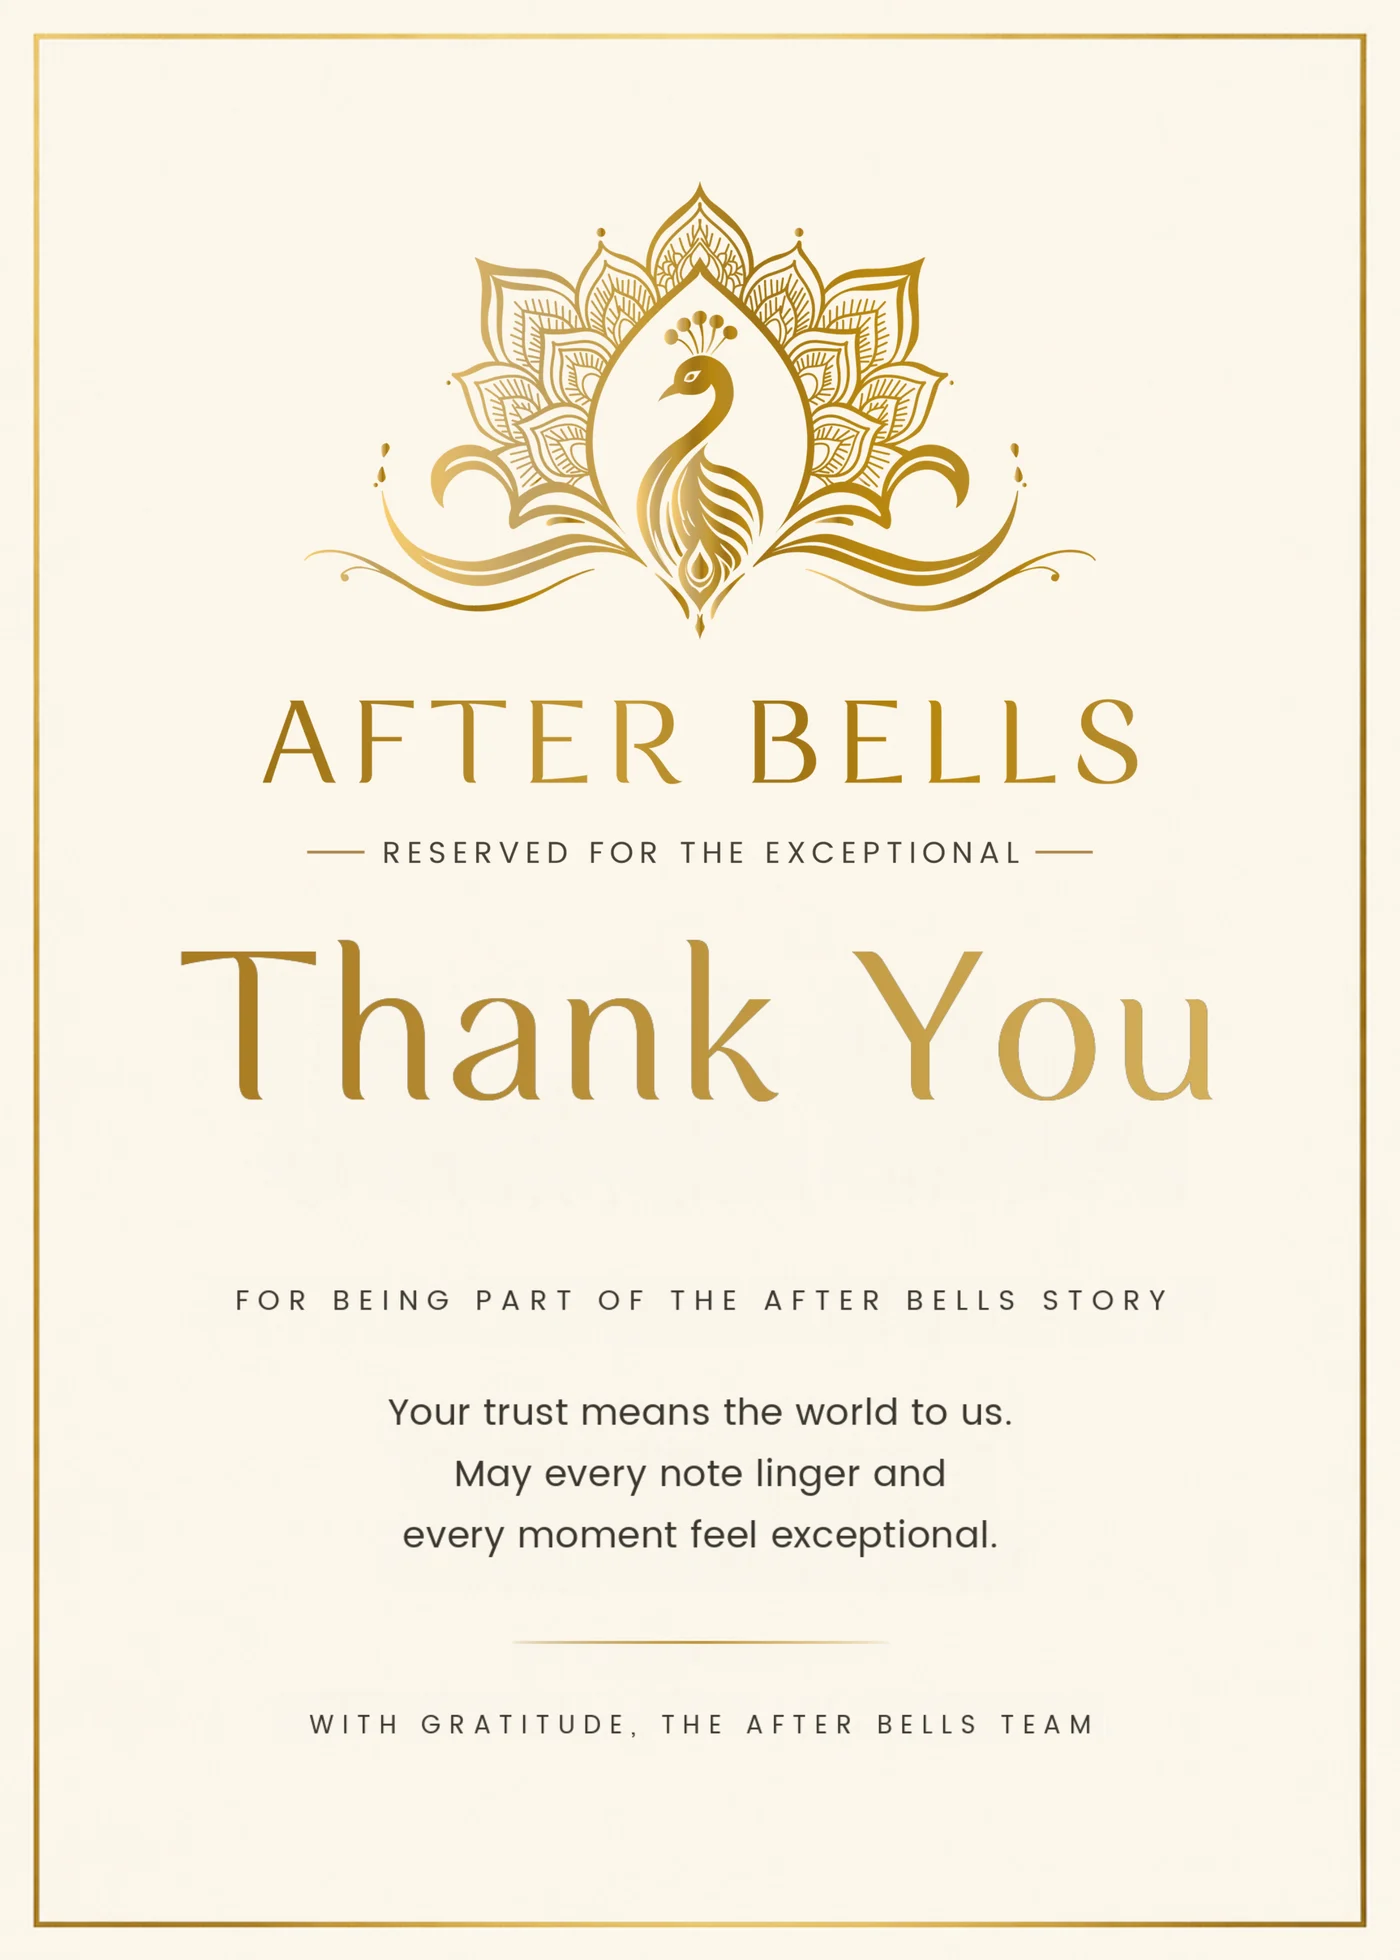 AFTER BELLS
RESERVED FOR THE EXCEPTIONAL
Thank You
FOR BEING PART OF THE AFTER BELLS STORY
Your trust means the world to us.
May every note linger and
every moment feel exceptional.
WITH GRATITUDE, THE AFTER BELLS TEAM